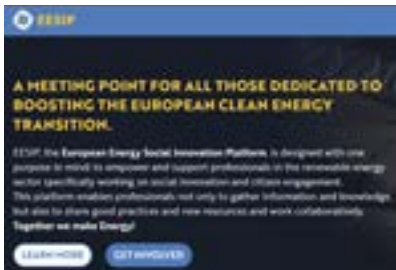 EESIP
A MEETING POINT FOR ALL THOSE DEDICATED TO
BOOSTING THE EUROPEAN CLEAN ENERGY
TRANSITION.
EESIP, the European Energy Social Innovation Platform, is designed with one
purpose in mind: to empower and support professionals in the renewable energy
sector specifically working on social innovation and citizen engagement.
This platform enables professionals not only to gather information and knowledge
but also to share good practices and new resources and work collaboratively.
Together we make Energy!
LEARN MORE
GET INVOLVED